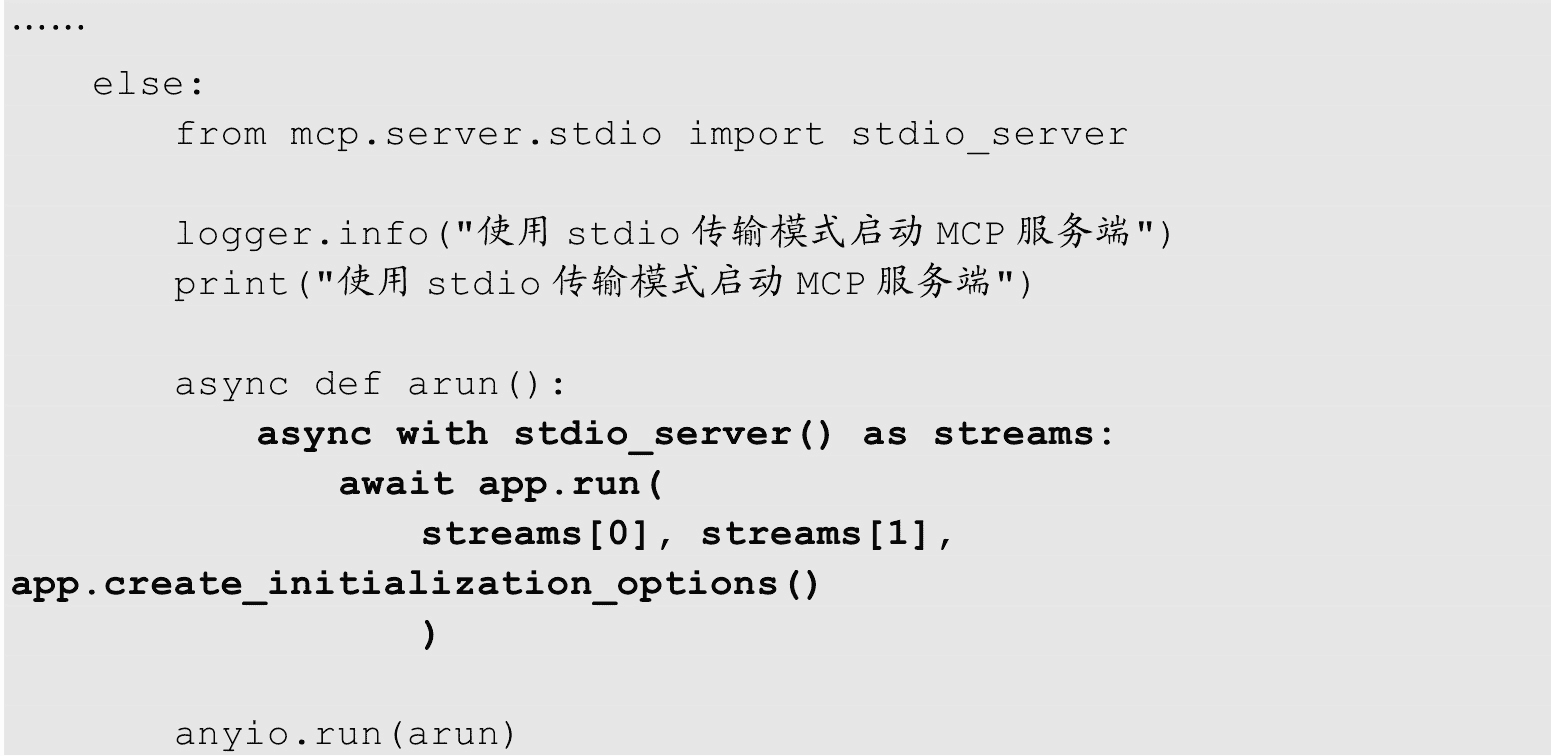 ……
    else:
        from mcp.server.stdio import stdio_server
        logger.info("使用 stdio 传输模式启动 MCP 服务端")
        print("使用 stdio 传输模式启动 MCP 服务端")
        async def arun():
            async with stdio_server() as streams:
                await app.run(
                    streams[0], streams[1],
app.create_initialization_options()
                    )
        anyio.run(arun)